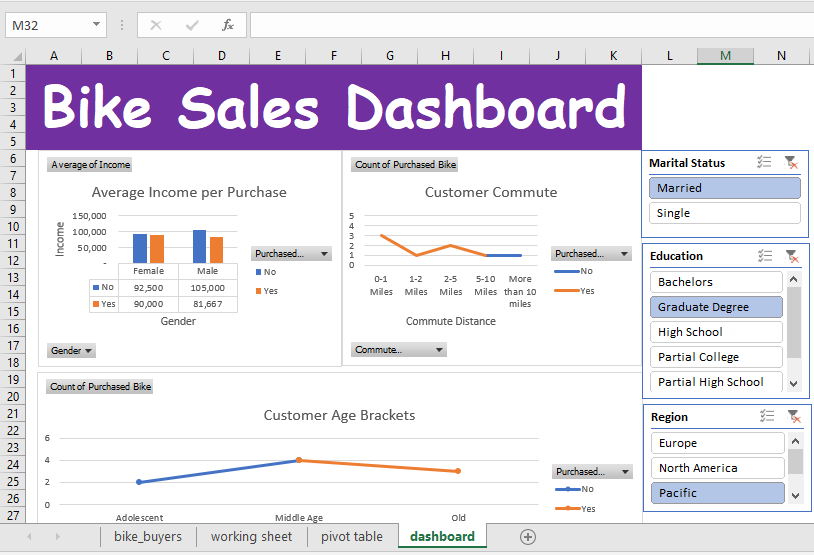 M32
fx
A B C D E F G H I J K L M N
1
2
3
4
5
6
7
8
9
10
11
12
13
14
15
16
17
18
19
20
21
22
23
24
25
26
27
Bike Sales Dashboard
Average of Income
Average Income per Purchase
Income
150,000
100,000
50,000
-
Female Male
No 92,500 105,000
Yes 90,000 81,667
Gender
Purchased...
No
Yes
Gender
Count of Purchased Bike
Customer Commute
5
4
3
2
1
0
0-1 1-2 2-5 5-10 More
Miles Miles Miles Miles than 10
miles
Commute Distance
Purchased...
No
Yes
Commute...
Count of Purchased Bike
Customer Age Brackets
6
4
2
0
Adolescent Middle Age Old
Purchased...
No
Yes
Marital Status
Married
Single
Education
Bachelors
Graduate Degree
High School
Partial College
Partial High School
Region
Europe
North America
Pacific
bike_buyers working sheet pivot table dashboard